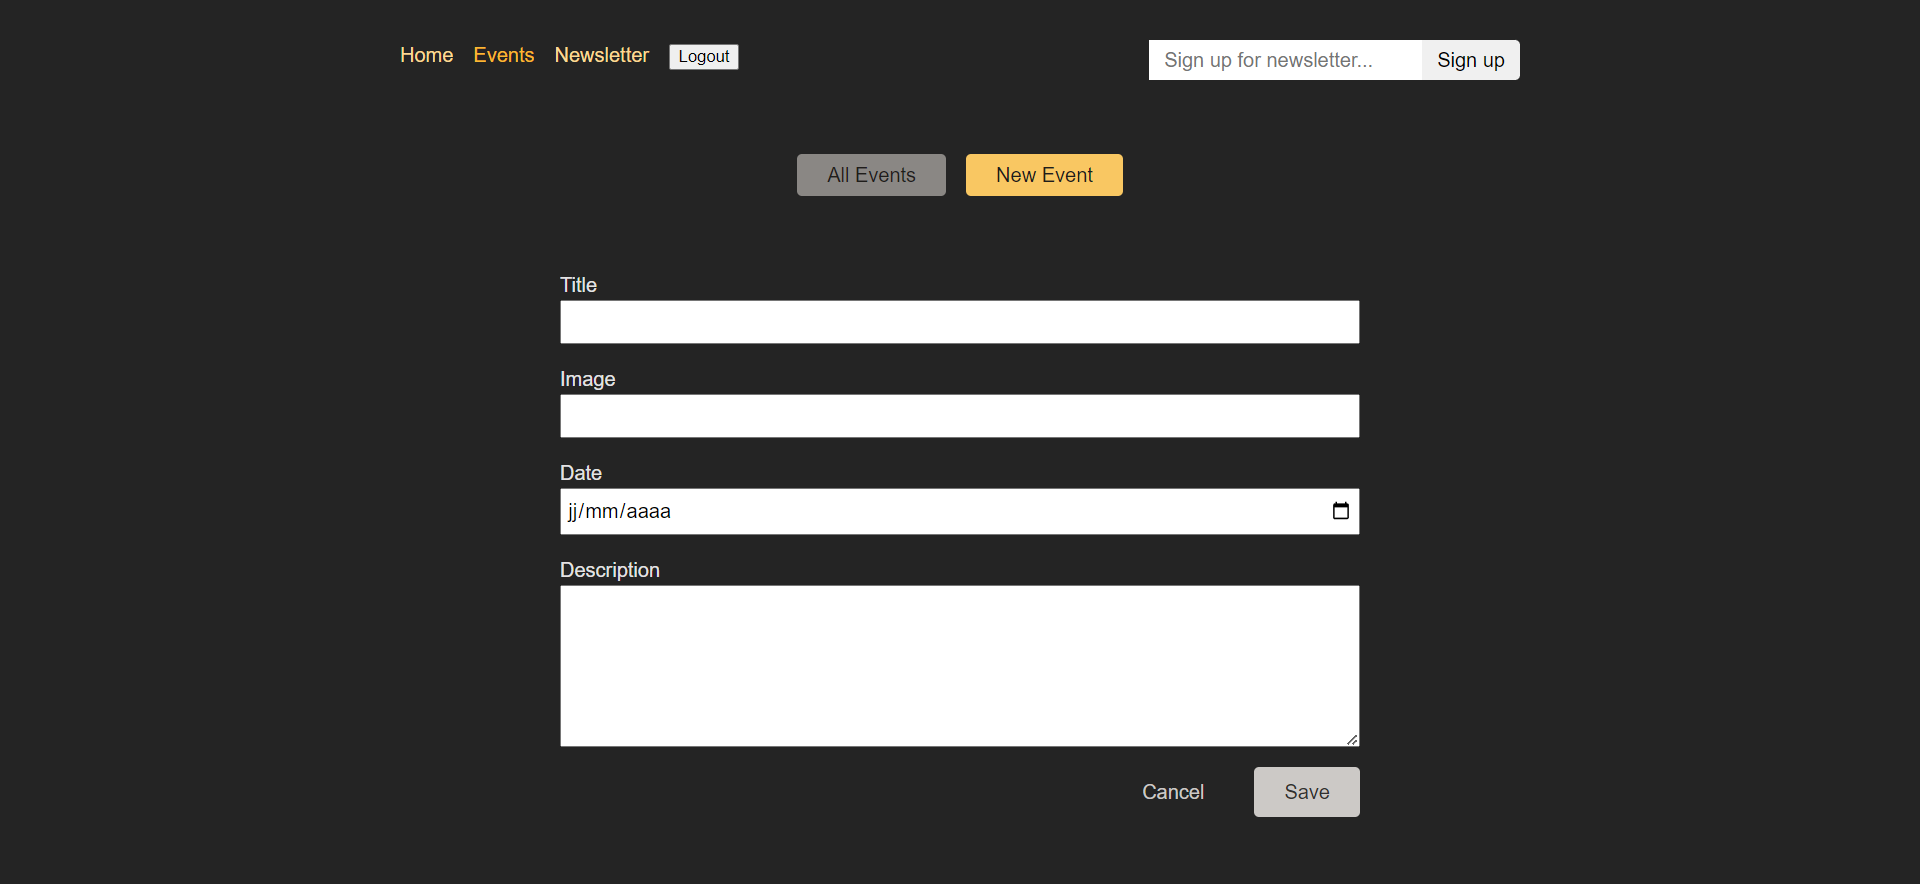 Home Events Newsletter Logout Sign up for newsletter... Sign up
All Events New Event
Title
Image
Date
jj/mm/aaaa
Description
Cancel Save